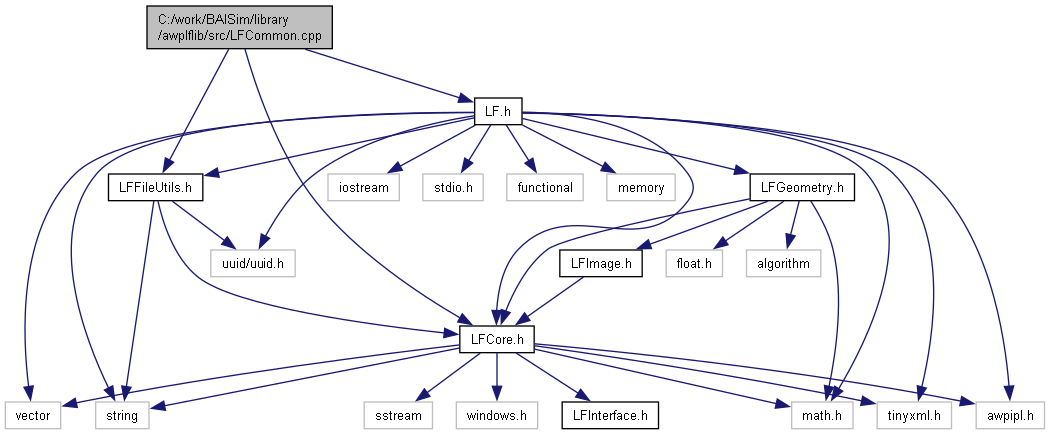 C:/work/BAISim/library
/awplflib/src/LFCommon.cpp
LF.h
LFFileUtils.h
iostream
stdio.h
functional
memory
LFGeometry.h
uuid/uuid.h
LFImage.h
float.h
algorithm
LFCore.h
vector
string
sstream
windows.h
LFInterface.h
math.h
tinyxml.h
awpipl.h